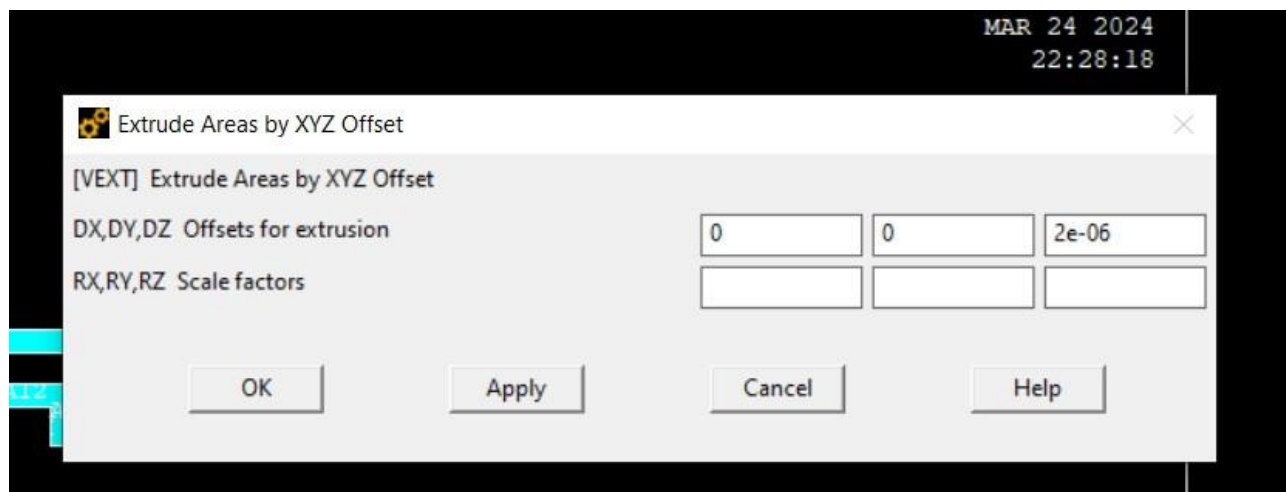 MAR 24 2024
22:28:18
Extrude Areas by XYZ Offset
[VEXT] Extrude Areas by XYZ Offset
DX,DY,DZ Offsets for extrusion 0 0 2e-06
RX,RY,RZ Scale factors
OK Apply Cancel Help